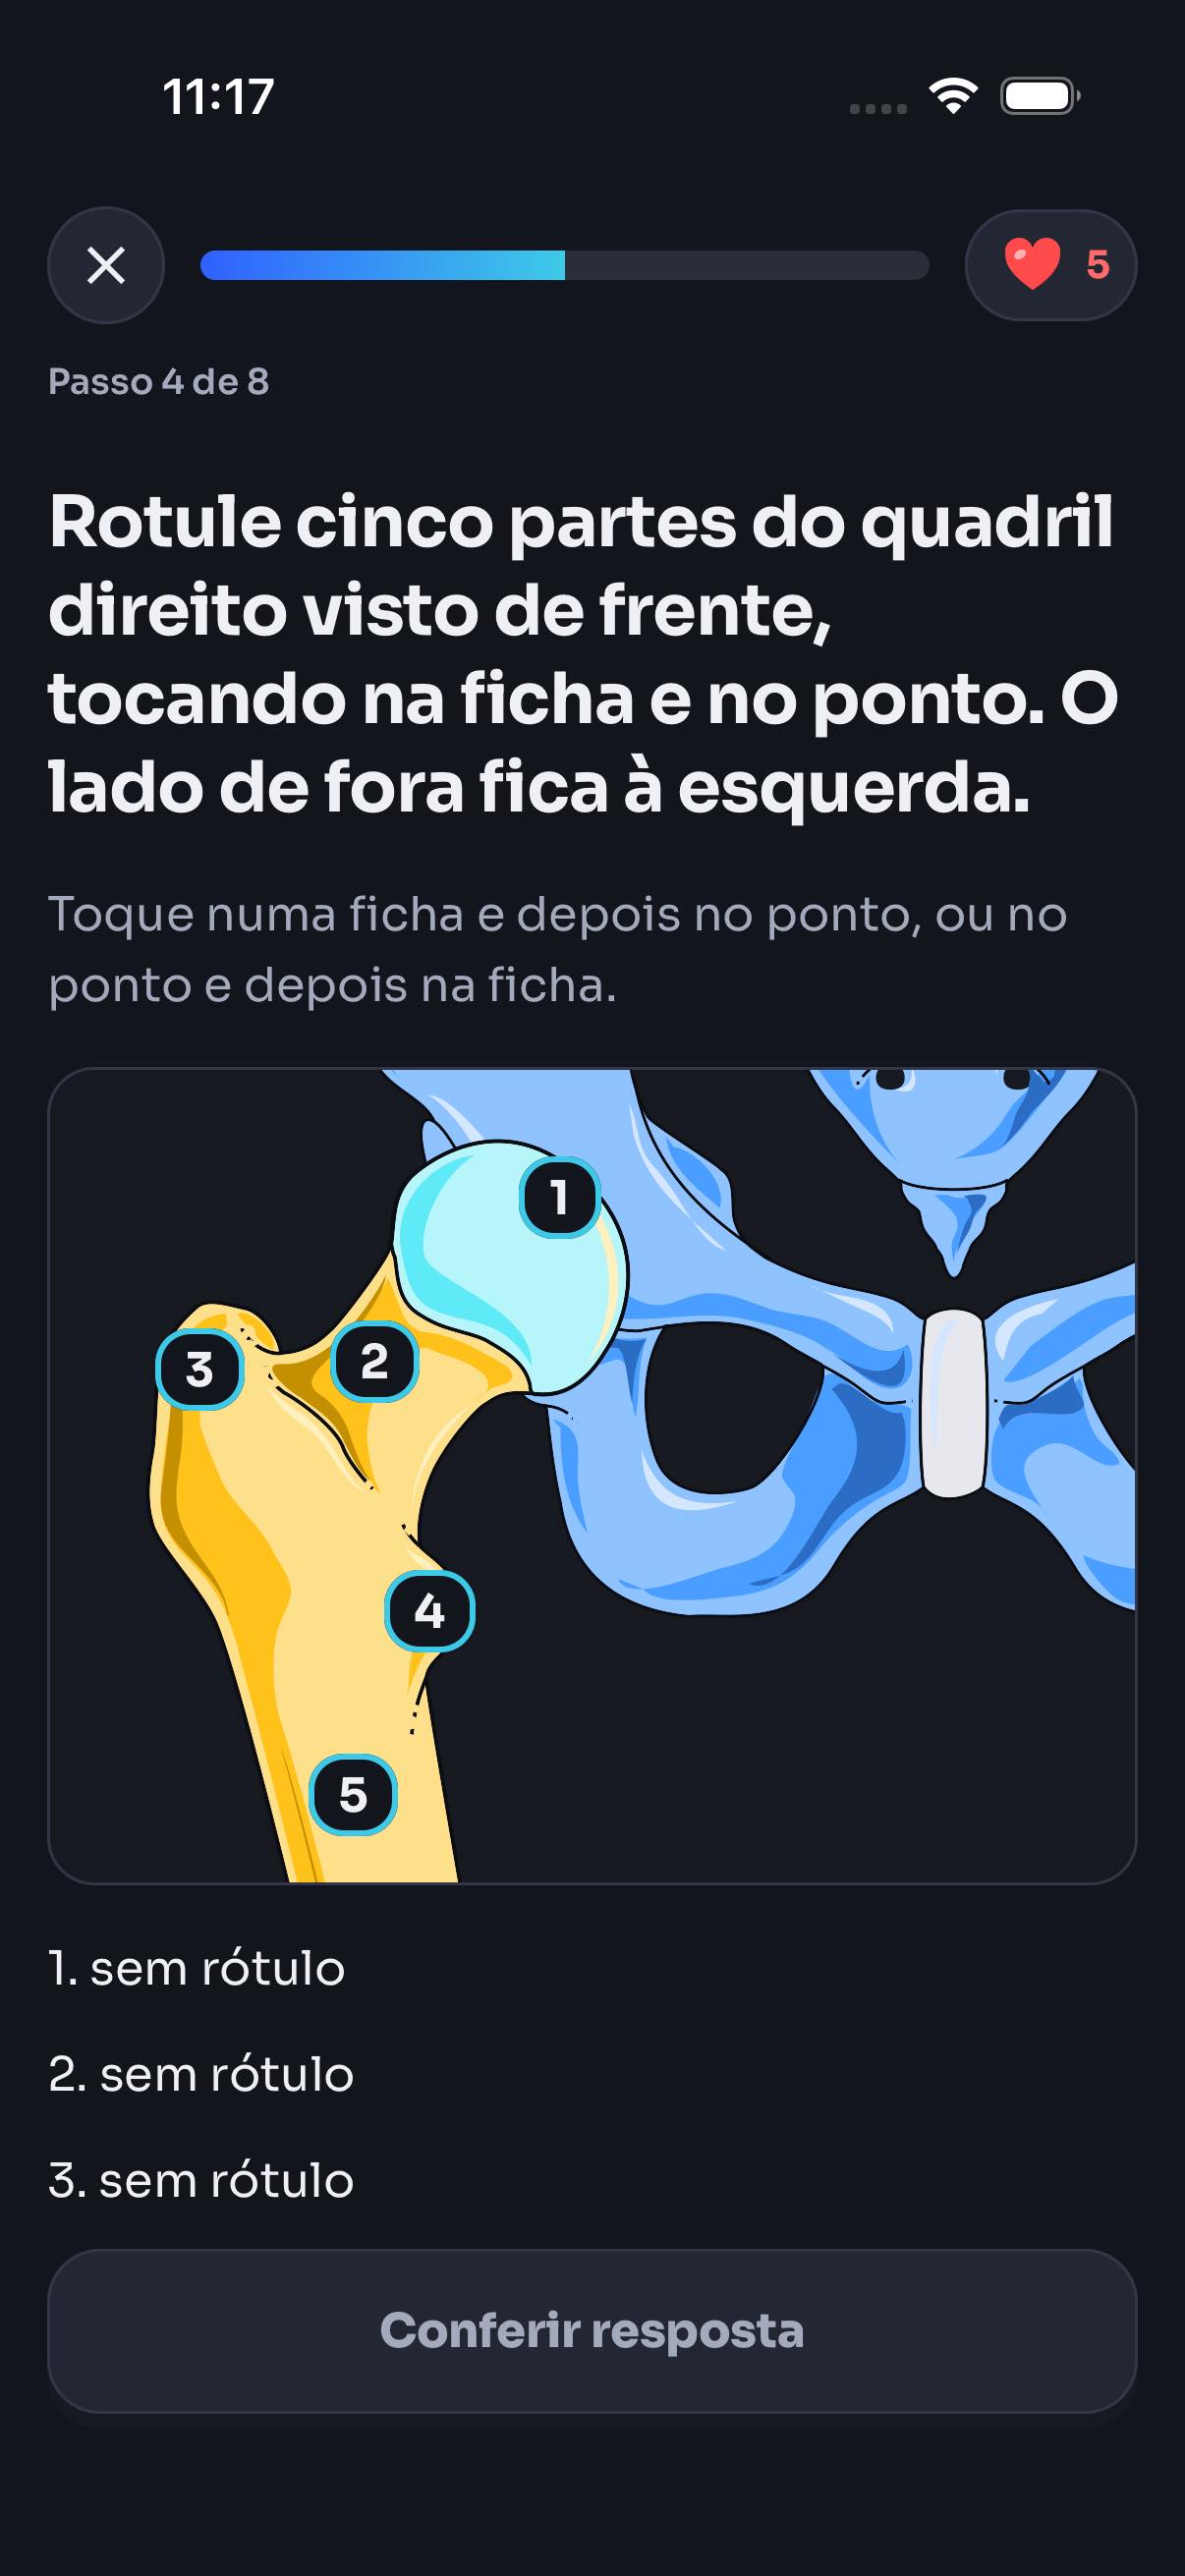 11:17
5
Passo 4 de 8
Rotule cinco partes do quadril
direito visto de frente,
tocando na ficha e no ponto. O
lado de fora fica à esquerda.
Toque numa ficha e depois no ponto, ou no
ponto e depois na ficha.
1
2
3
4
5
1. sem rótulo
2. sem rótulo
3. sem rótulo
Conferir resposta